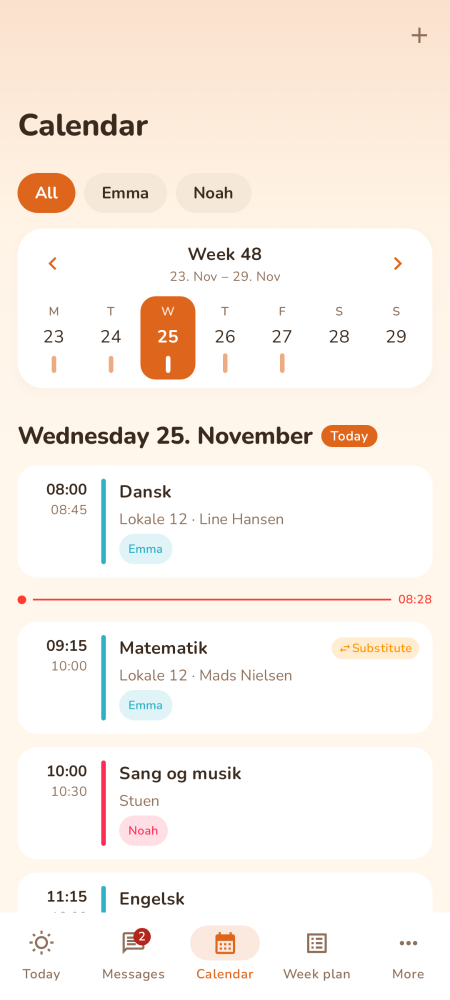 Calendar
All Emma Noah
Week 48
23. Nov – 29. Nov
M T W T F S S
23 24 25 26 27 28 29
Wednesday 25. November Today
08:00 Dansk
08:45 Lokale 12 · Line Hansen
Emma
08:28
09:15 Matematik Substitute
10:00 Lokale 12 · Mads Nielsen
Emma
10:00 Sang og musik
10:30 Stuen
Noah
11:15 Engelsk
2
Today Messages Calendar Week plan More